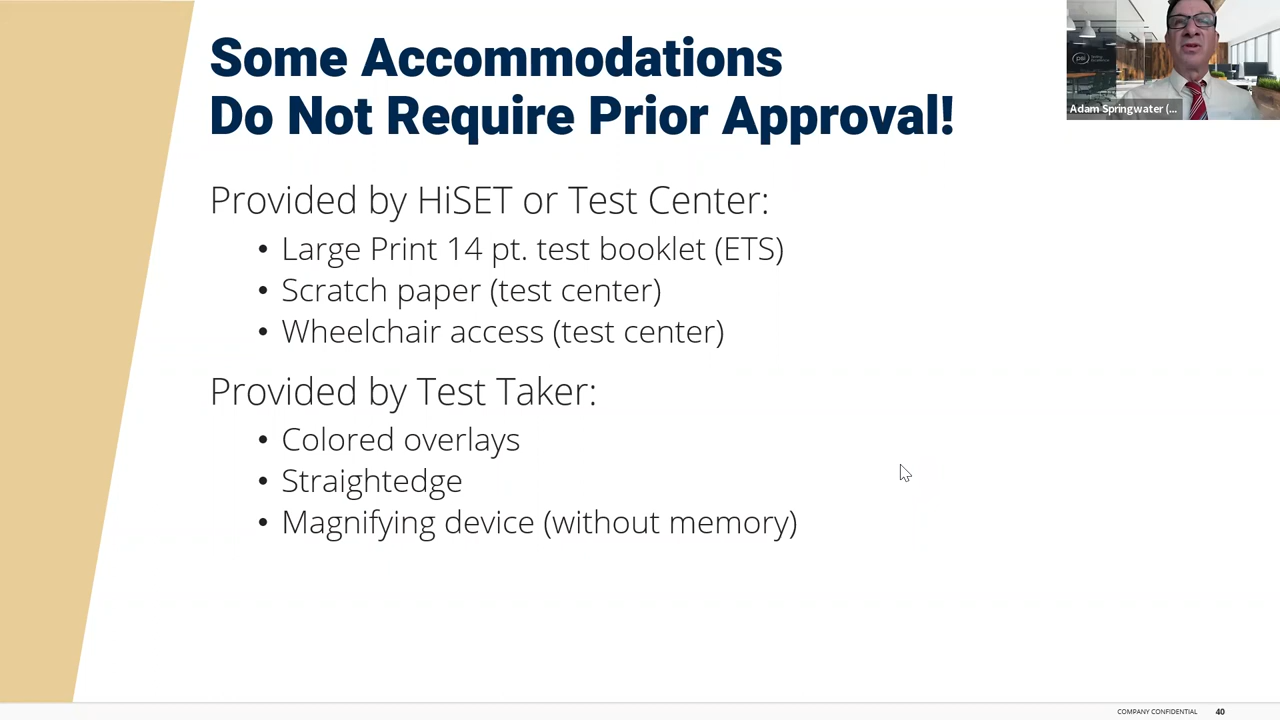 Some Accommodations
Do Not Require Prior Approval!
Adam Springwater (...
Provided by HiSET or Test Center:
• Large Print 14 pt. test booklet (ETS)
• Scratch paper (test center)
• Wheelchair access (test center)
Provided by Test Taker:
• Colored overlays
• Straightedge
• Magnifying device (without memory)
COMPANY CONFIDENTIAL 40
psi